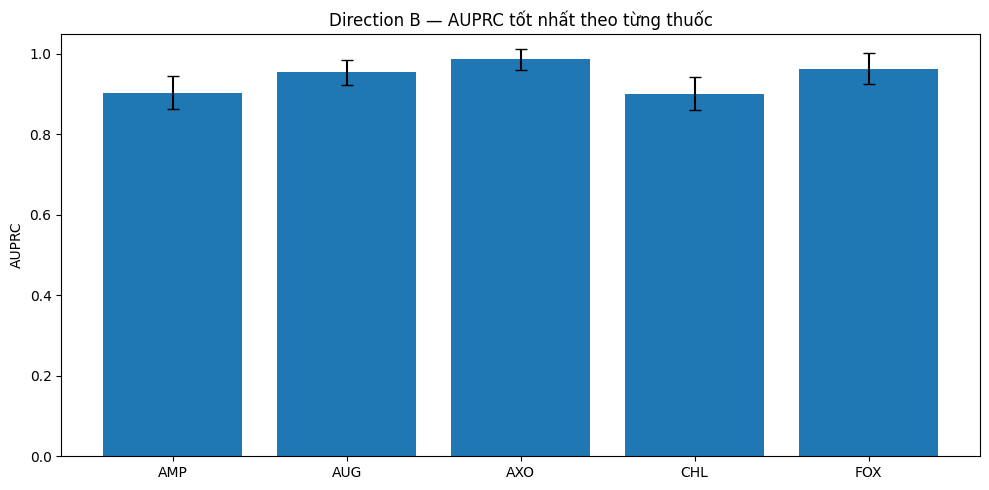 Direction B — AUPRC tốt nhất theo từng thuốc
AUPRC
1.0
0.8
0.6
0.4
0.2
0.0
AMP AUG AXO CHL FOX